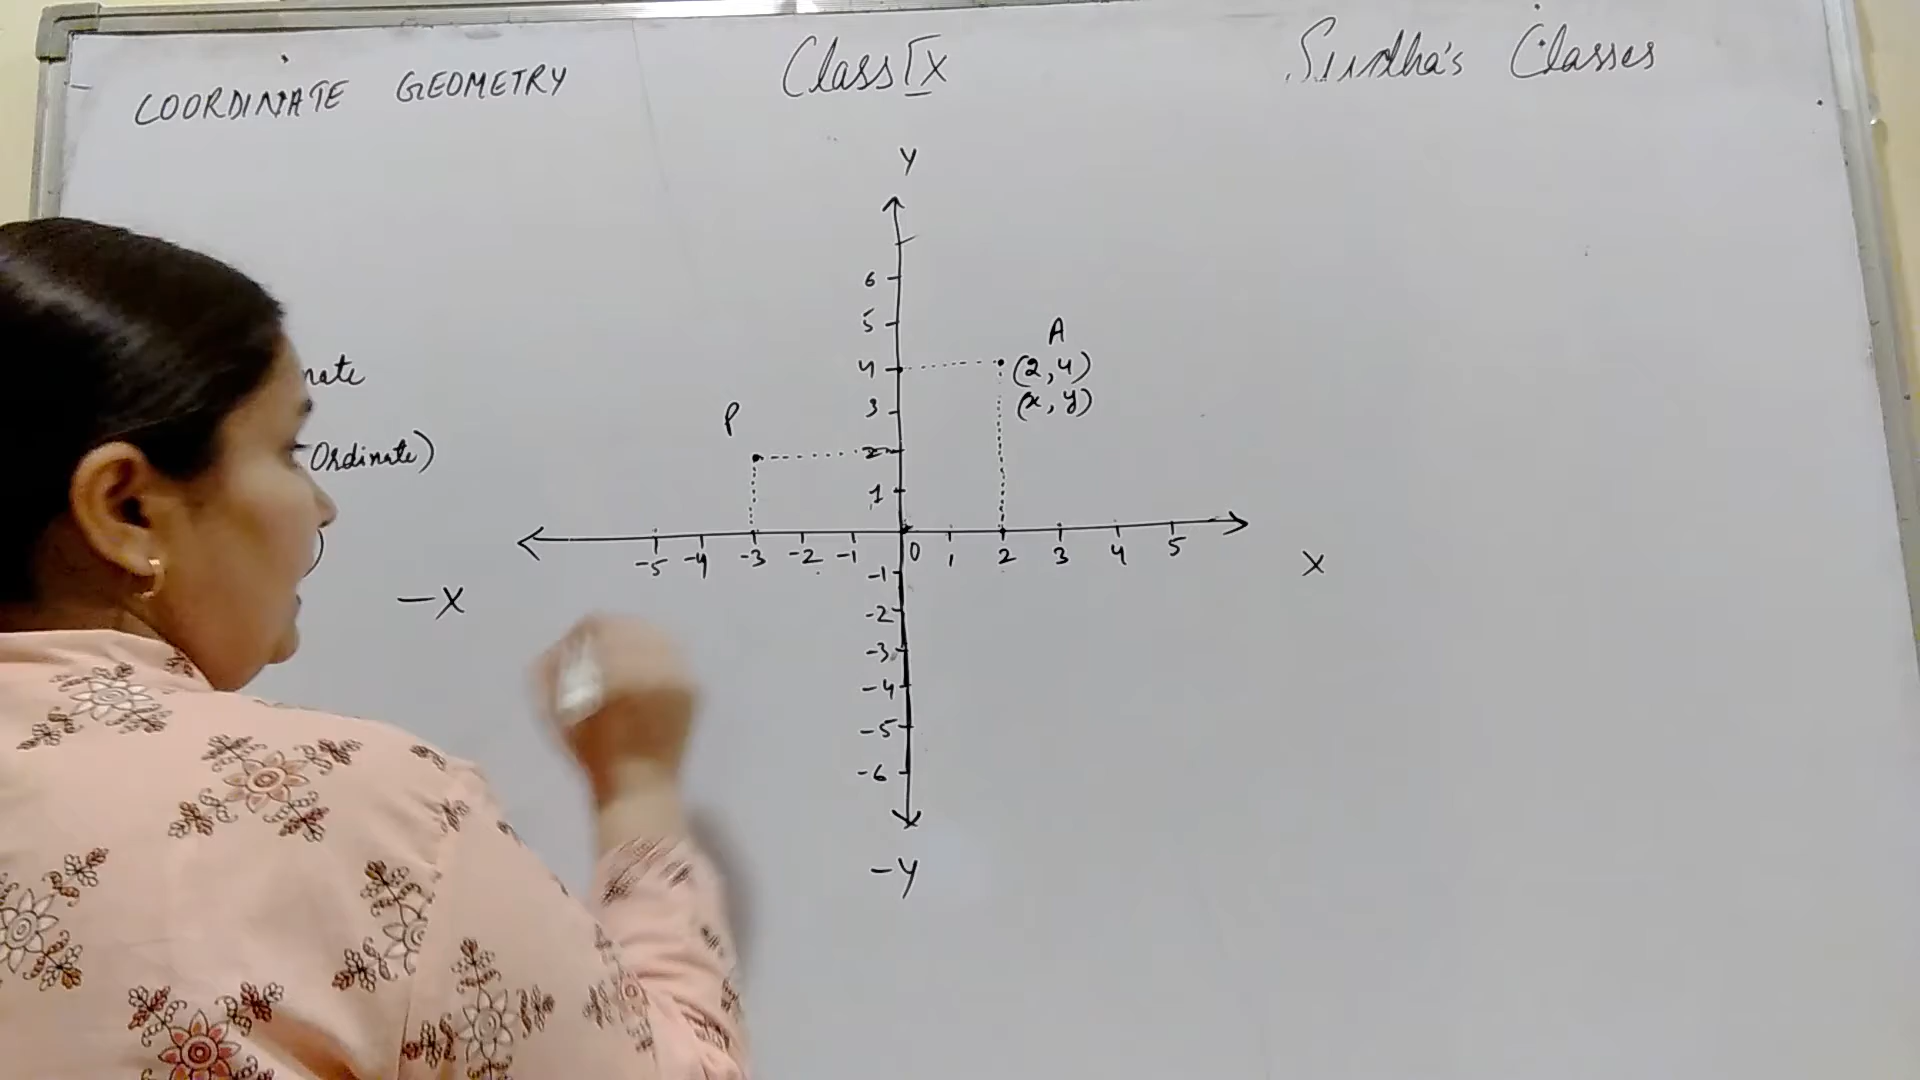 COORDINATE GEOMETRY
Class IX
Sudha's Classes
Y
6
5
4
3
2
1
A
(2,4)
(x, y)
P
nate
Ordinate)
)
-5 -4 -3 -2 -1 0 1 2 3 4 5
X
-X
-1
-2
-3
-4
-5
-6
-Y